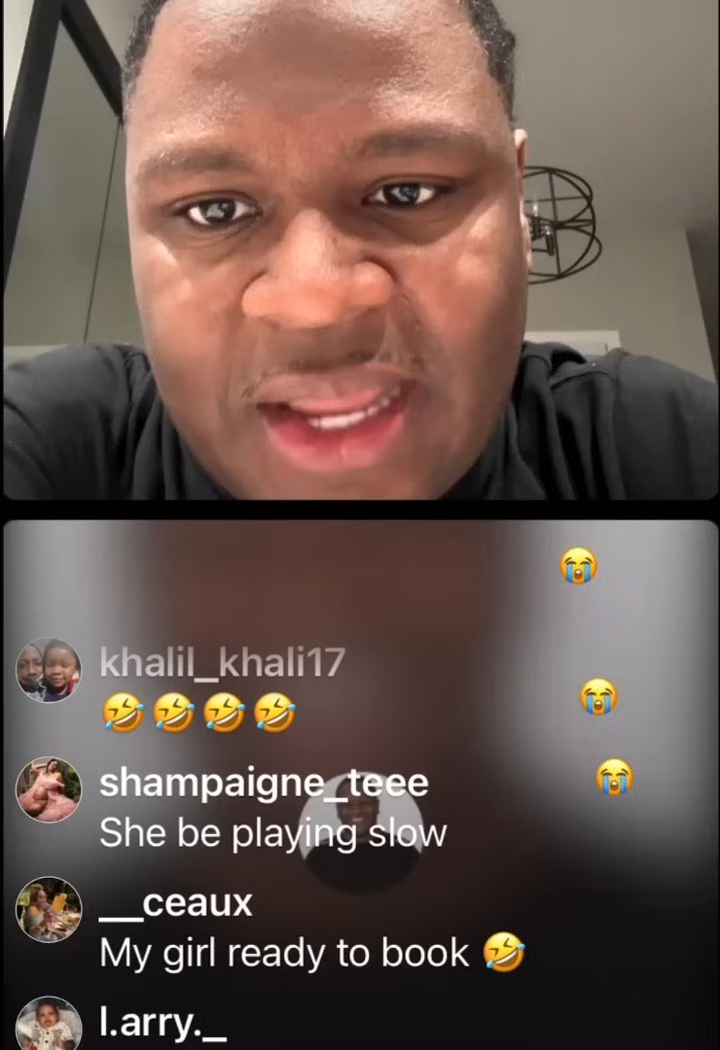 khalil_khali17
🤣🤣🤣🤣
shampaigne_teee
She be playing slow
__ceaux
My girl ready to book 🤣
l.arry._